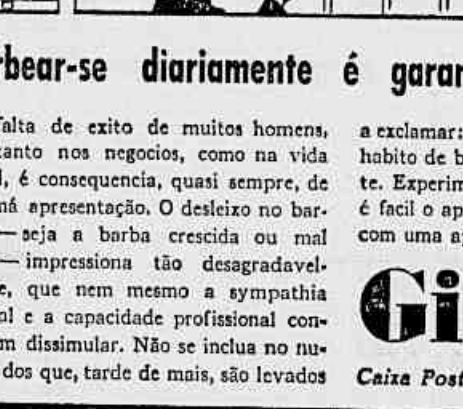 rbear-se diariamente é garan
falta de exito de muitos homens,
tanto nos negocios, como na vida
l, é consequencia, quasi sempre, de
má apresentação. O desleixo no bar-
—seja a barba crescida ou mal
—impressiona tão desagradavel-
e, que nem mesmo a sympathia
al e a capacidade profissional con-
m dissimular. Não se inclua no nu-
dos que, tarde de mais, são levados
a exclamar:
habito de b
te. Experim
é facil o ap
com uma a
Gi
Caixa Post